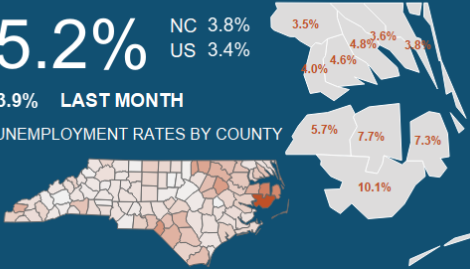 5.2%
NC 3.8%
US 3.4%
3.9% LAST MONTH
UNEMPLOYMENT RATES BY COUNTY
3.5%
3.6%
4.8%
3.8%
4.6%
4.0%
5.7%
7.7%
7.3%
10.1%